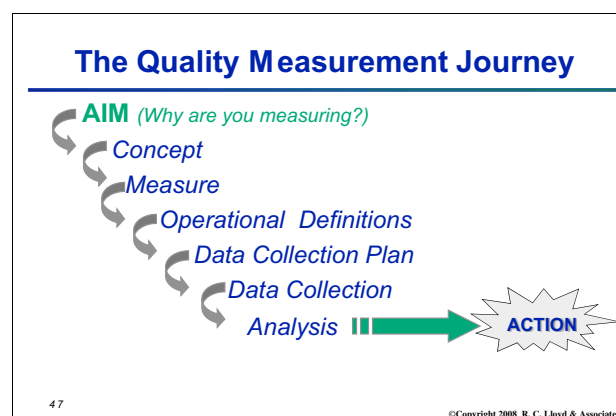 The Quality Measurement Journey
AIM (Why are you measuring?)
Concept
Measure
Operational Definitions
Data Collection Plan
Data Collection
Analysis
ACTION
47
©Copyright 2008 R. C. Lloyd & Associate